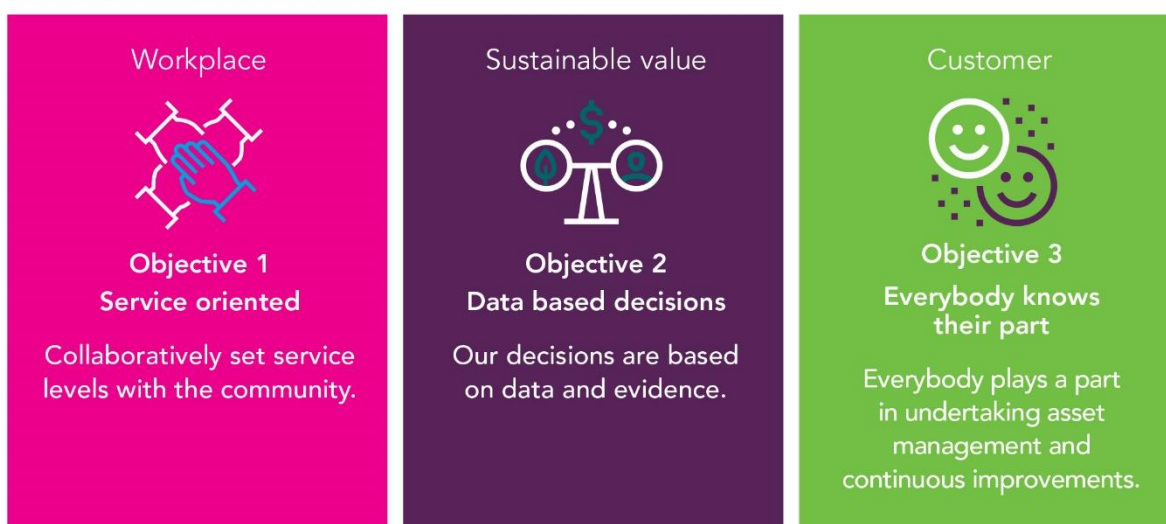 Workplace
Objective 1
Service oriented
Collaboratively set service
levels with the community.
Sustainable value
$
Objective 2
Data based decisions
Our decisions are based
on data and evidence.
Customer
Objective 3
Everybody knows
their part
Everybody plays a part
in undertaking asset
management and
continuous improvements.